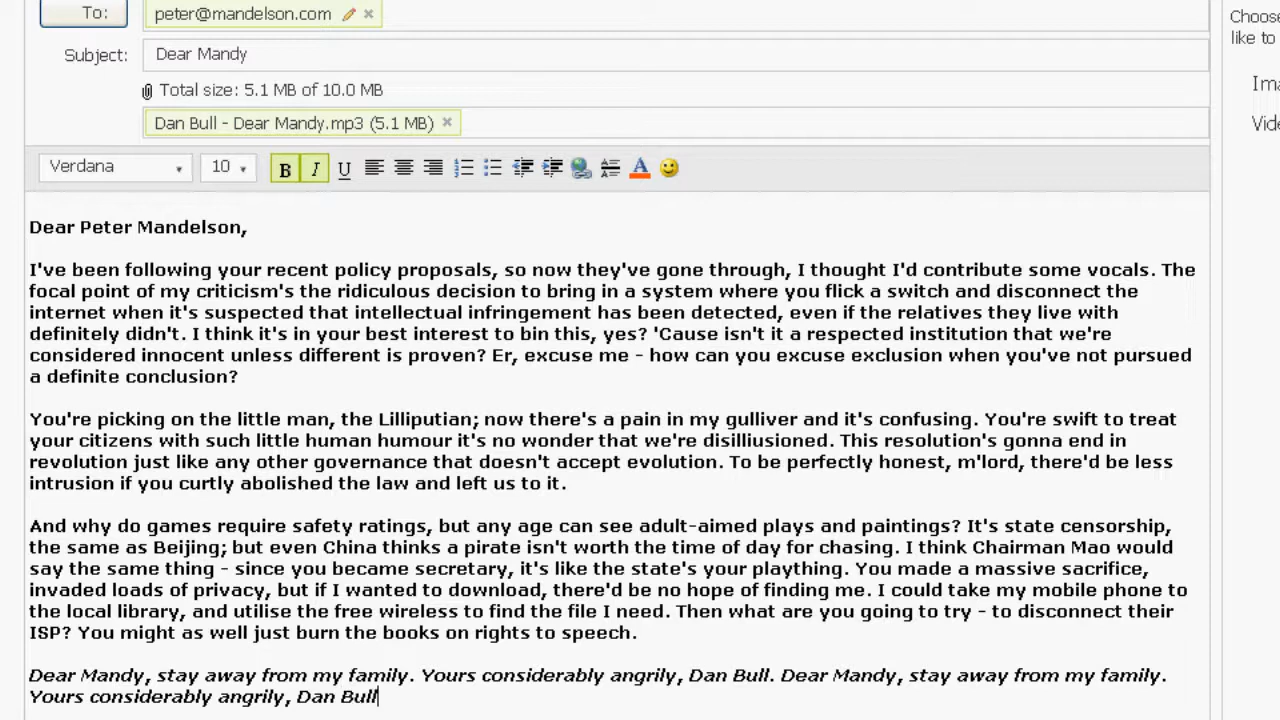 To:
peter@mandelson.com
Choose
like to
Subject:
Dear Mandy
Total size: 5.1 MB of 10.0 MB
Ima
Dan Bull - Dear Mandy.mp3 (5.1 MB)
Vide
Verdana
10
B I U A
Dear Peter Mandelson,
I've been following your recent policy proposals, so now they've gone through, I thought I'd contribute some vocals. The
focal point of my criticism's the ridiculous decision to bring in a system where you flick a switch and disconnect the
internet when it's suspected that intellectual infringement has been detected, even if the relatives they live with
definitely didn't. I think it's in your best interest to bin this, yes? 'Cause isn't it a respected institution that we're
considered innocent unless different is proven? Er, excuse me - how can you excuse exclusion when you've not pursued
a definite conclusion?
You're picking on the little man, the Lilliputian; now there's a pain in my gulliver and it's confusing. You're swift to treat
your citizens with such little human humour it's no wonder that we're disilliusioned. This resolution's gonna end in
revolution just like any other governance that doesn't accept evolution. To be perfectly honest, m'lord, there'd be less
intrusion if you curtly abolished the law and left us to it.
And why do games require safety ratings, but any age can see adult-aimed plays and paintings? It's state censorship,
the same as Beijing; but even China thinks a pirate isn't worth the time of day for chasing. I think Chairman Mao would
say the same thing - since you became secretary, it's like the state's your plaything. You made a massive sacrifice,
invaded loads of privacy, but if I wanted to download, there'd be no hope of finding me. I could take my mobile phone to
the local library, and utilise the free wireless to find the file I need. Then what are you going to try - to disconnect their
ISP? You might as well just burn the books on rights to speech.
Dear Mandy, stay away from my family. Yours considerably angrily, Dan Bull. Dear Mandy, stay away from my family.
Yours considerably angrily, Dan Bull